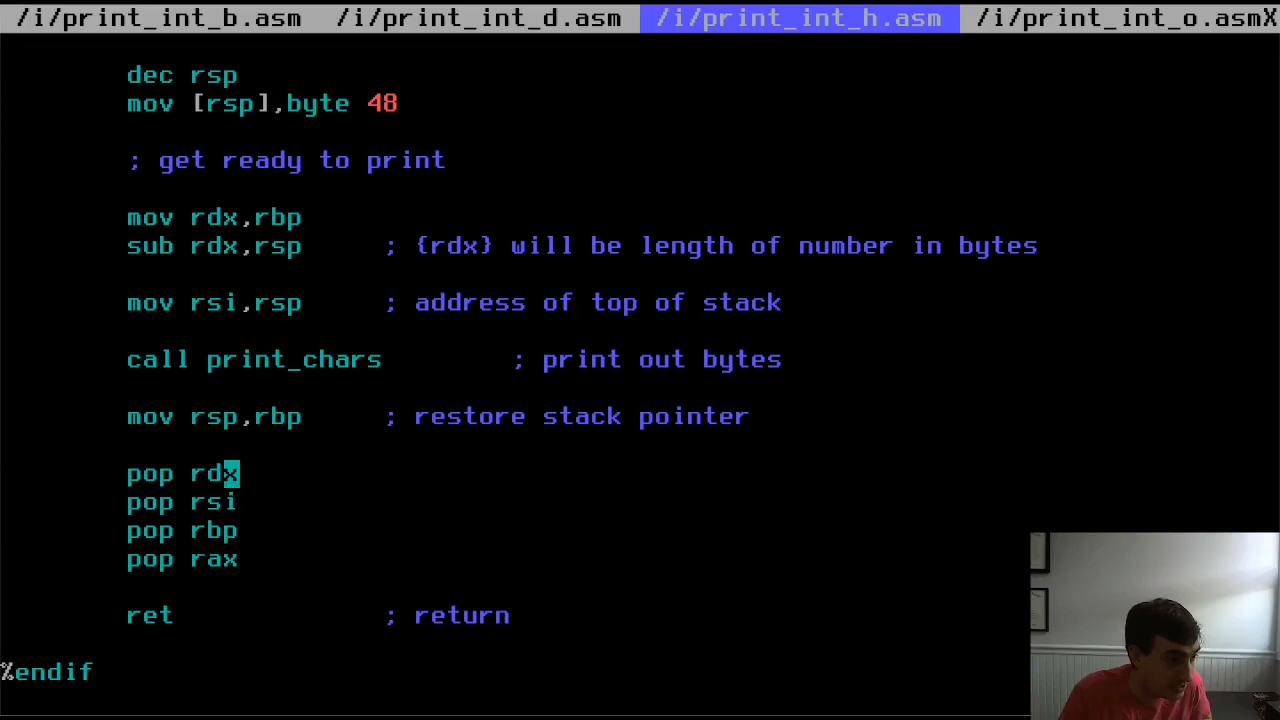 /i/print_int_b.asm /i/print_int_d.asm /i/print_int_h.asm /i/print_int_o.asmX
dec rsp
mov [rsp],byte 48
; get ready to print
mov rdx,rbp
sub rdx,rsp ; {rdx} will be length of number in bytes
mov rsi,rsp ; address of top of stack
call print_chars ; print out bytes
mov rsp,rbp ; restore stack pointer
pop rdx
pop rsi
pop rbp
pop rax
ret ; return
%endif